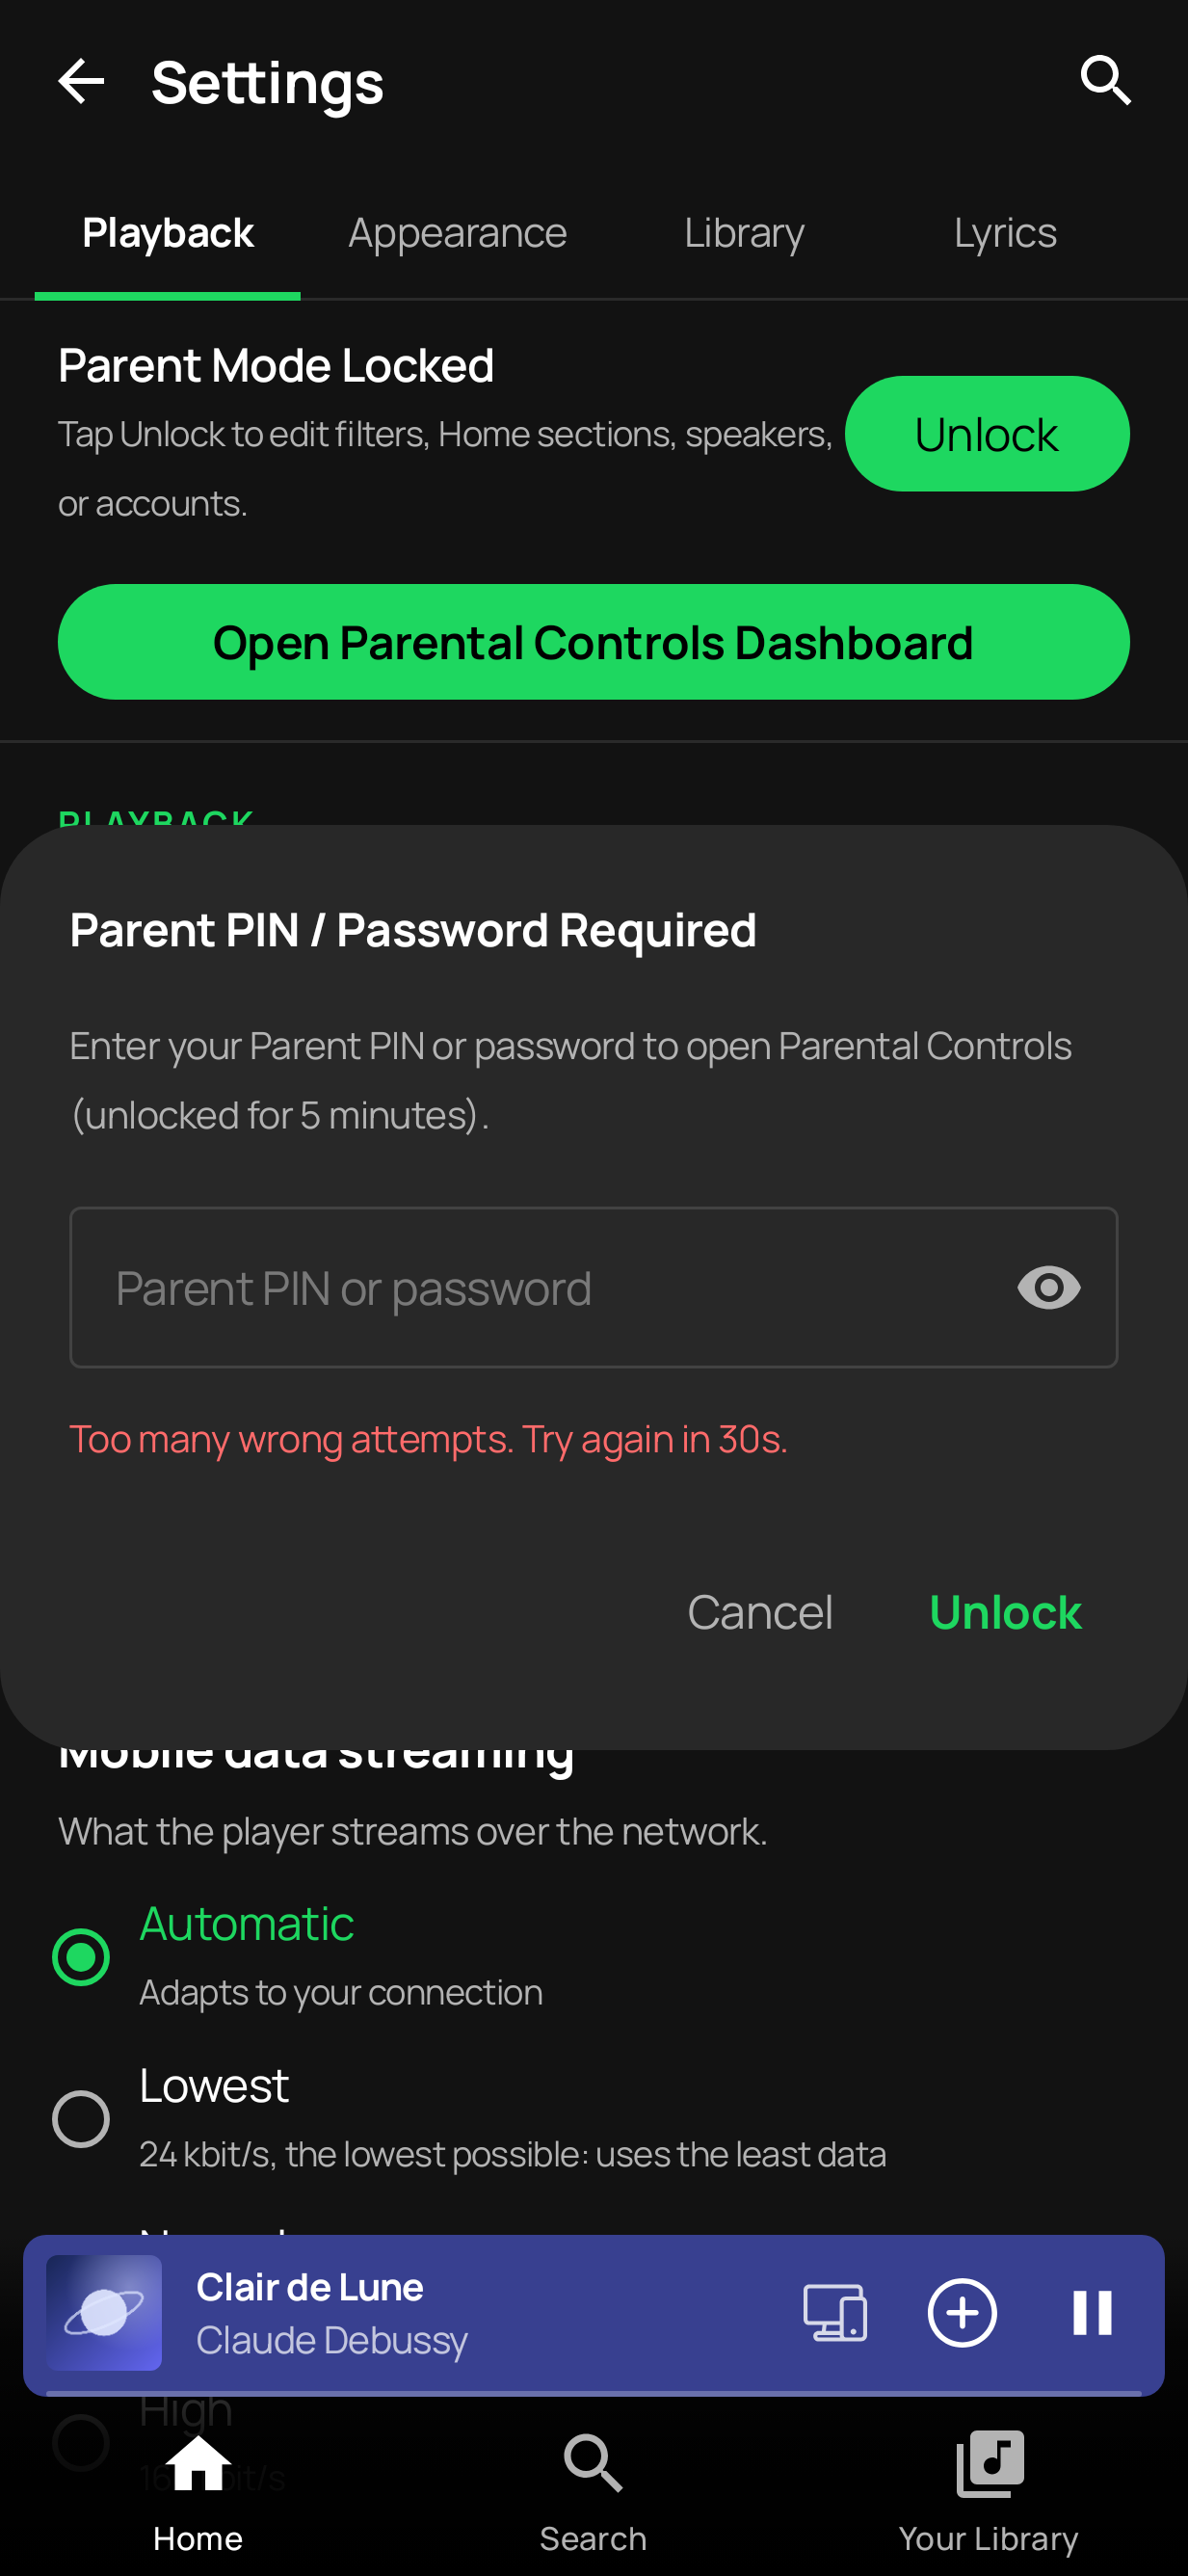 Settings
Playback Appearance Library Lyrics
Parent Mode Locked
Tap Unlock to edit filters, Home sections, speakers,
or accounts.
Unlock
Open Parental Controls Dashboard
PLAYBACK
Parent PIN / Password Required
Enter your Parent PIN or password to open Parental Controls
(unlocked for 5 minutes).
Parent PIN or password
Too many wrong attempts. Try again in 30s.
Cancel Unlock
Mobile data streaming
What the player streams over the network.
Automatic
Adapts to your connection
Lowest
24 kbit/s, the lowest possible: uses the least data
Clair de Lune
Claude Debussy
High
Home Search Your Library